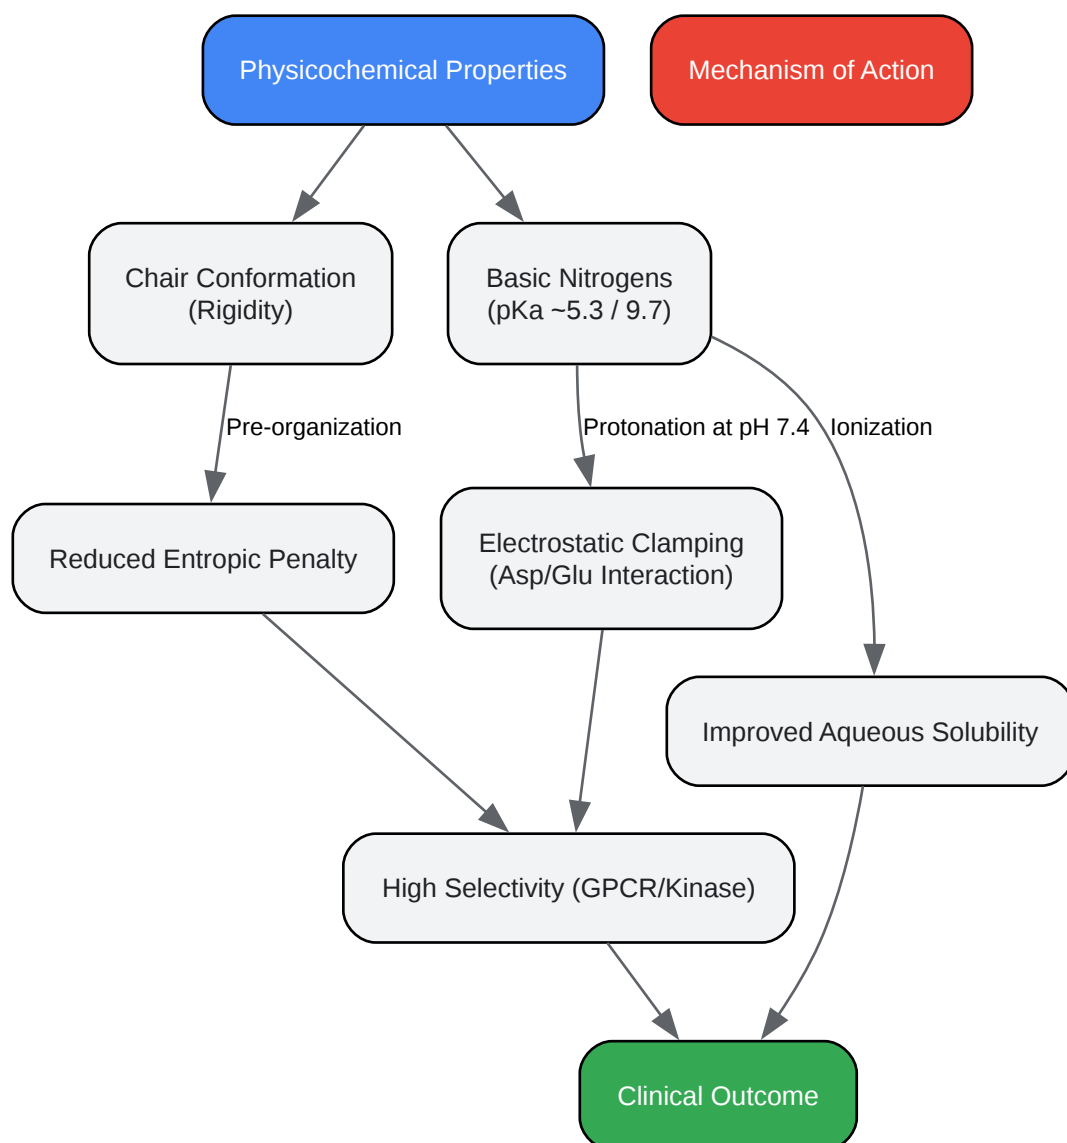 Physicochemical Properties
Mechanism of Action
Chair Conformation
(Rigidity)
Basic Nitrogens
(pKa ~5.3 / 9.7)
Pre-organization
Protonation at pH 7.4
Ionization
Reduced Entropic Penalty
Electrostatic Clamping
(Asp/Glu Interaction)
Improved Aqueous Solubility
High Selectivity (GPCR/Kinase)
Clinical Outcome